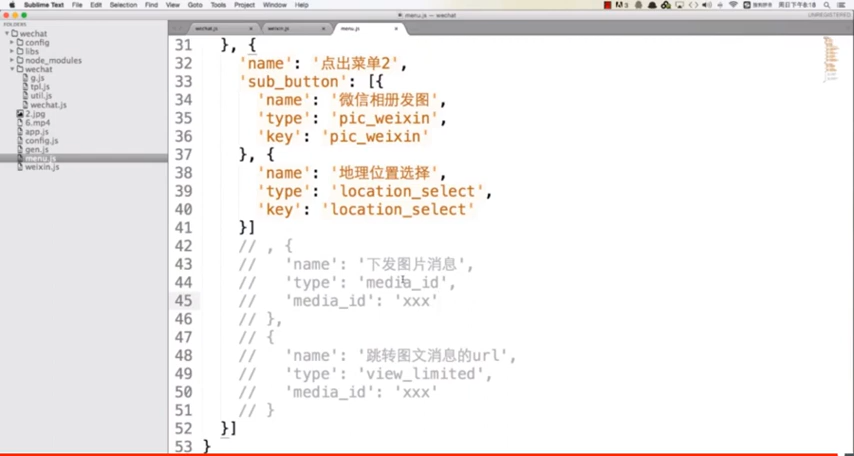 Sublime Text File Edit Selection Find View Goto Tools Project Window Help
menu.js — wechat
UNREGISTERED
FOLDERS
wechat.js weixin.js menu.js
wechat
config
libs
node_modules
wechat
g.js
tpl.js
util.js
wechat.js
2.jpg
6.mp4
app.js
config.js
gen.js
menu.js
weixin.js
31 }, {
32 'name': '点出菜单2',
33 'sub_button': [{
34 'name': '微信相册发图',
35 'type': 'pic_weixin',
36 'key': 'pic_weixin'
37 }, {
38 'name': '地理位置选择',
39 'type': 'location_select',
40 'key': 'location_select'
41 }]
42 // , {
43 // 'name': '下发图片消息',
44 // 'type': 'media_id',
45 // 'media_id': 'xxx'
46 // },
47 // {
48 // 'name': '跳转图文消息的url',
49 // 'type': 'view_limited',
50 // 'media_id': 'xxx'
51 // }
52 }]
53 }